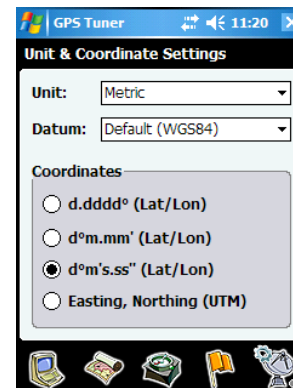 GPS Tuner 11:20
Unit & Coordinate Settings
Unit: Metric
Datum: Default (WGS84)
Coordinates
d.dddd° (Lat/Lon)
d°m.mm' (Lat/Lon)
d°m's.ss" (Lat/Lon)
Easting, Northing (UTM)